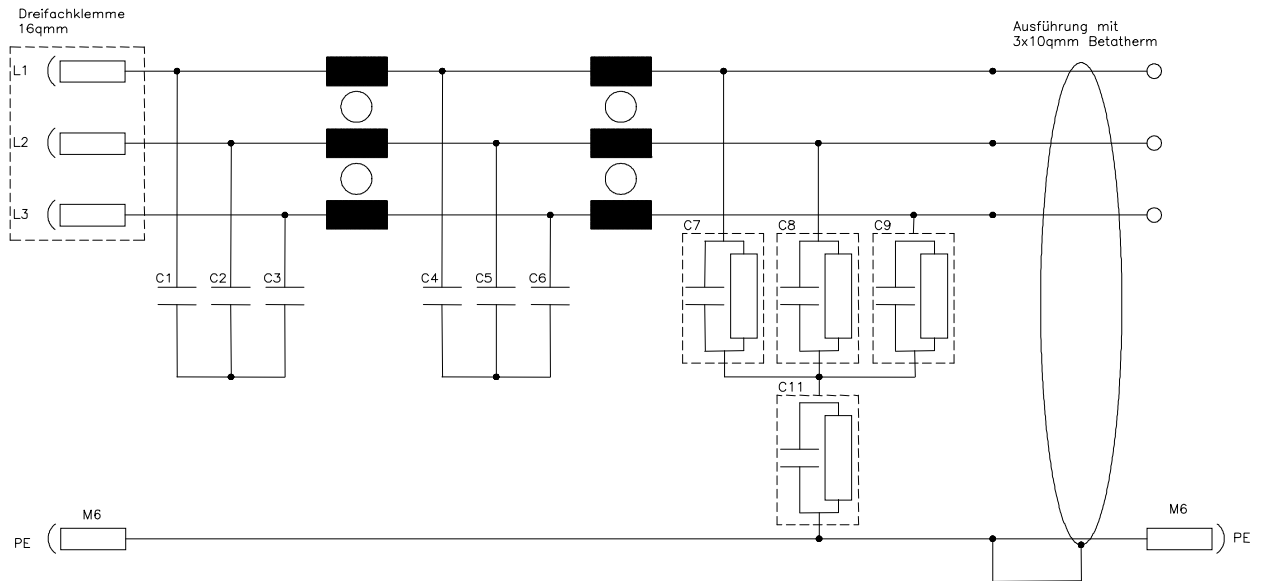 Dreifachklemme
16qmm
Ausführung mit
3x10qmm Betatherm
L1
L2
L3
C7
C8
C9
C1
C2
C3
C4
C5
C6
C11
M6
M6
PE
PE